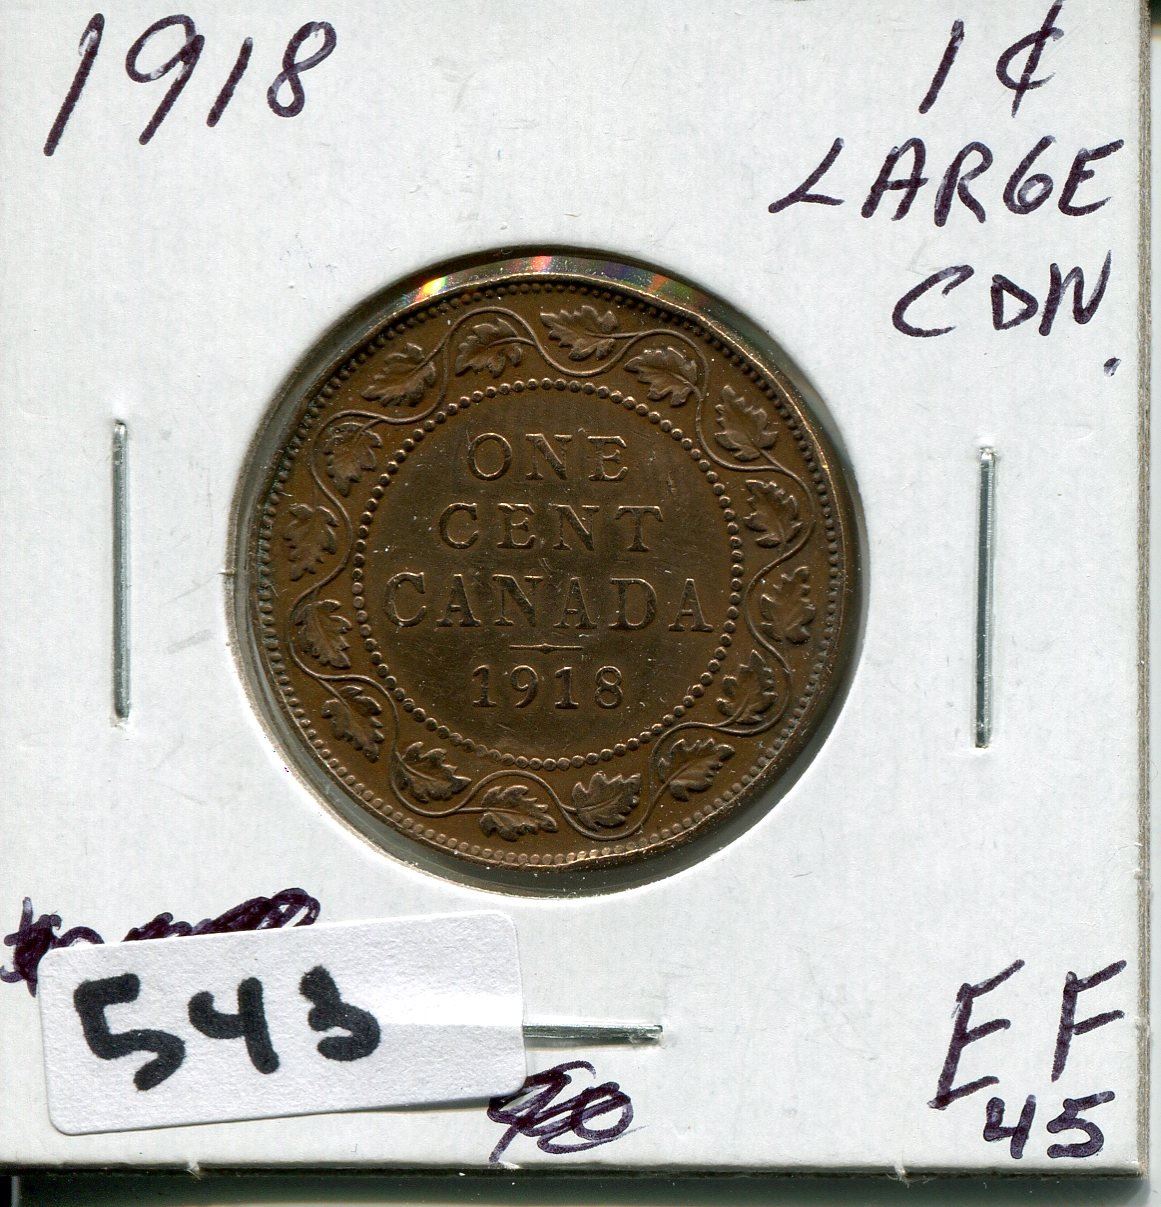 1918
1¢
LARGE
CDN.
ONE
CENT
CANADA
1918
543
EF
45